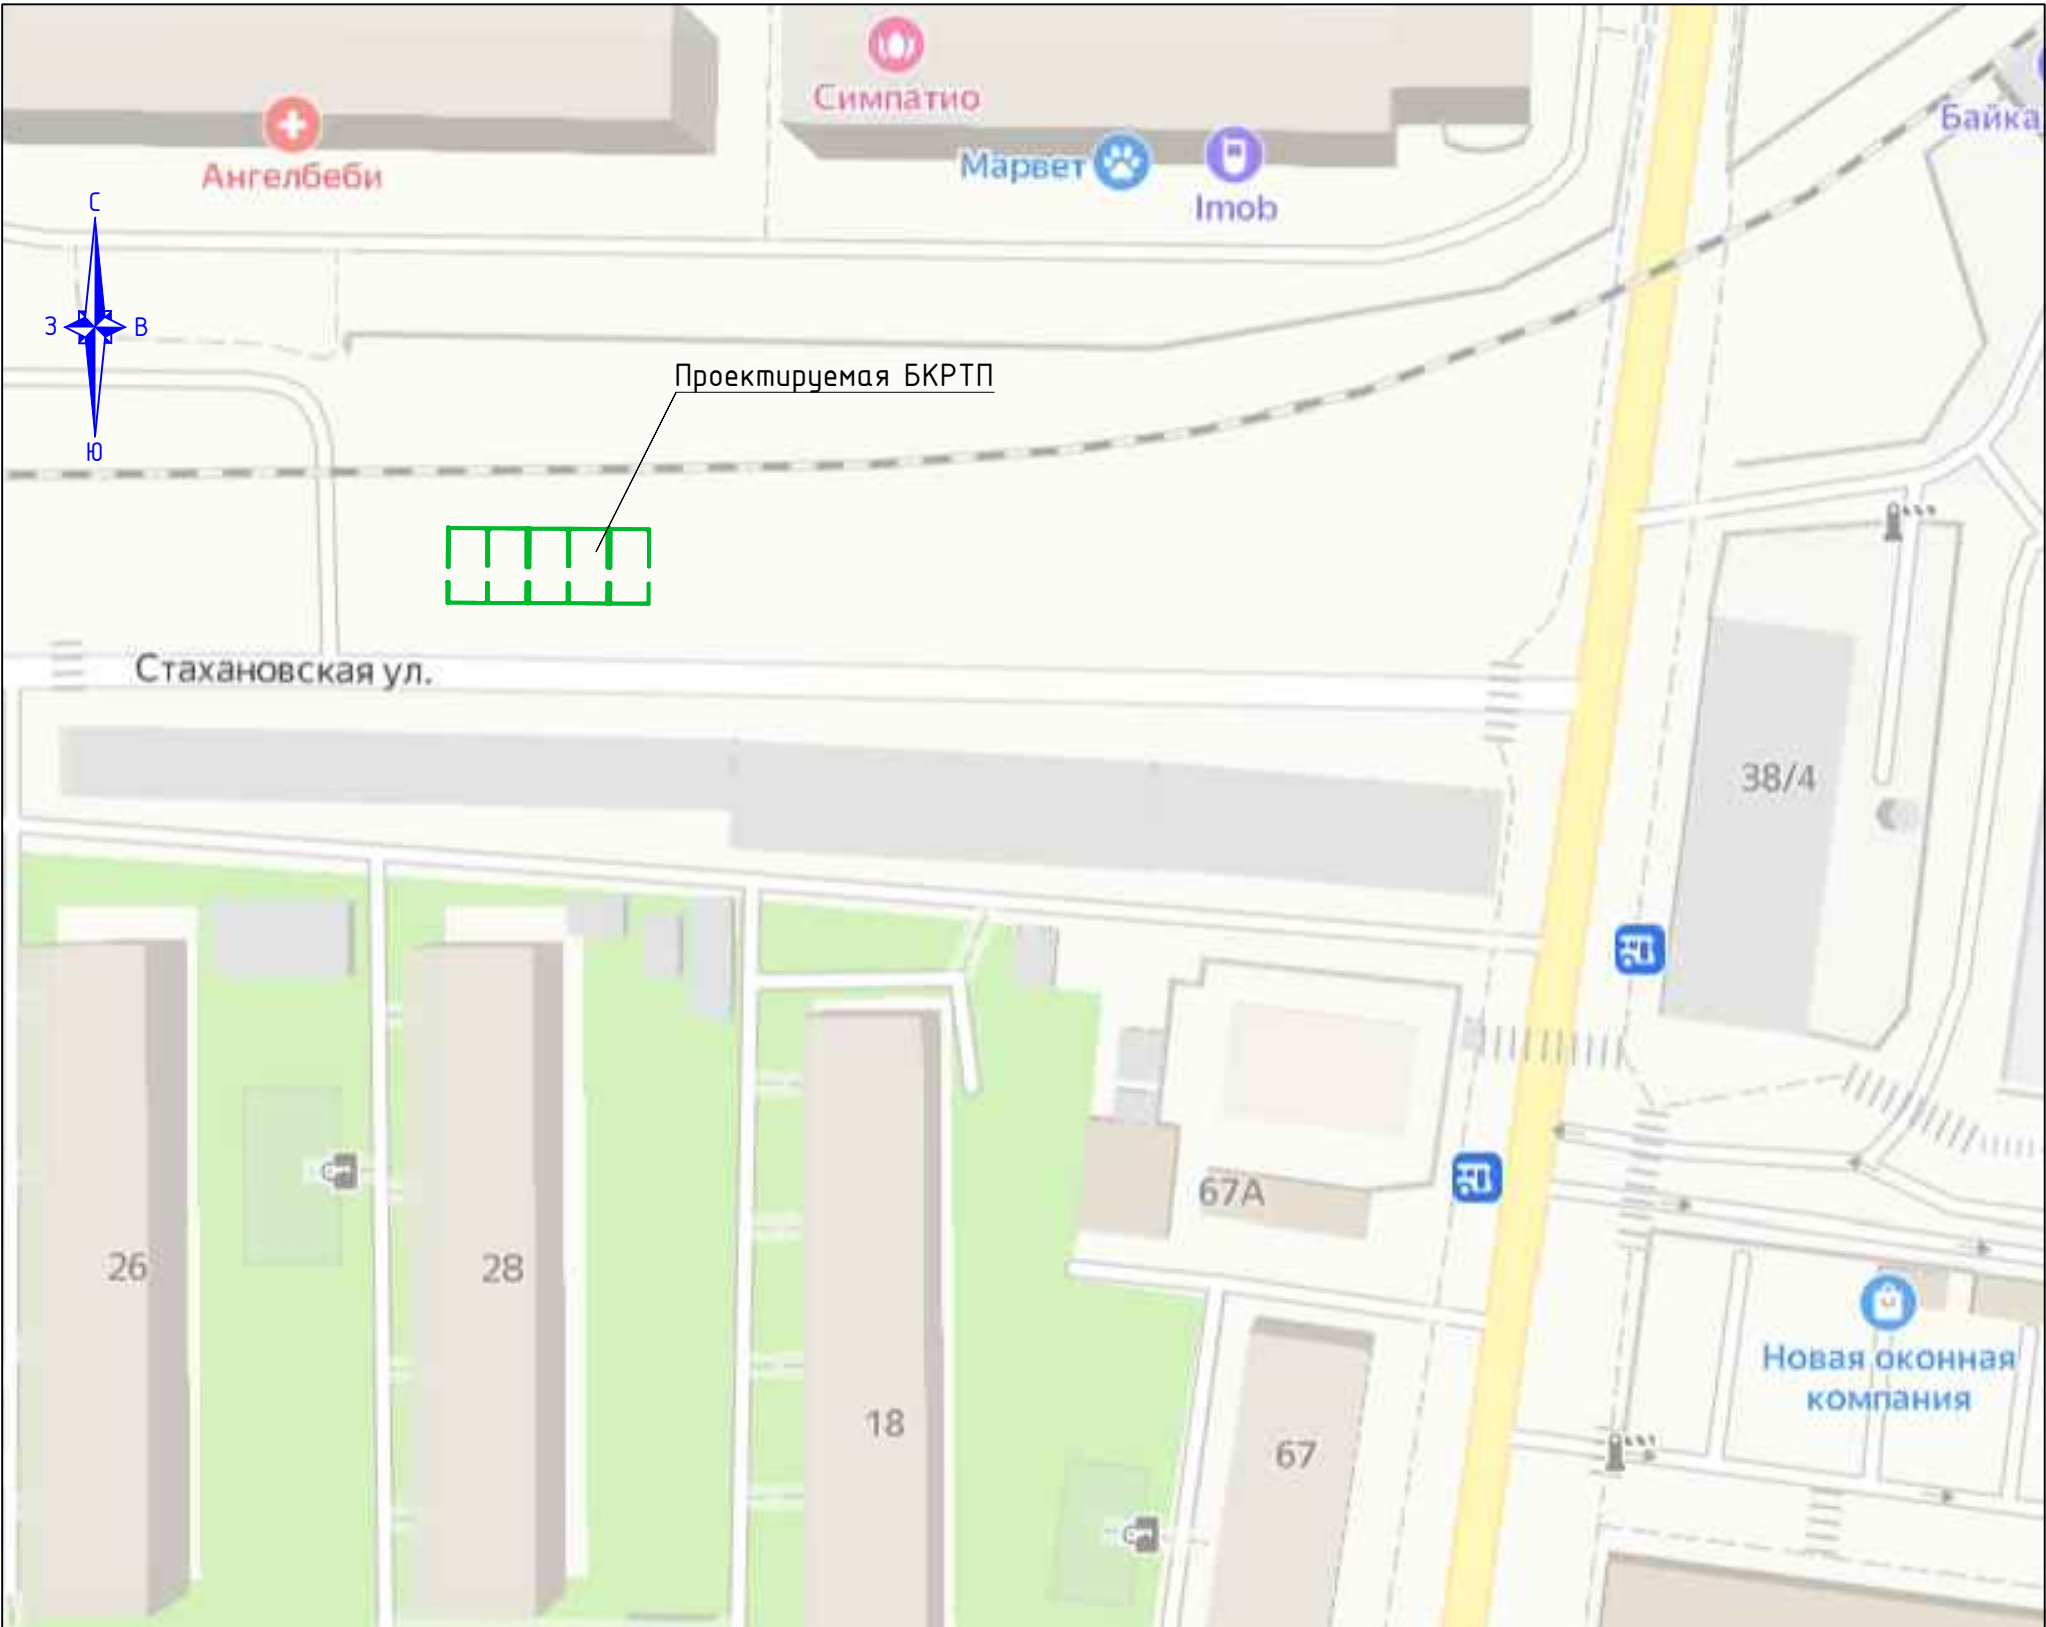 Симпатио
Байка
Ангелбеби
Марвет
Imob
С
З
В
Ю
Проектируемая БКРТП
Стахановская ул.
38/4
67А
26
28
18
67
Новая оконная
компания